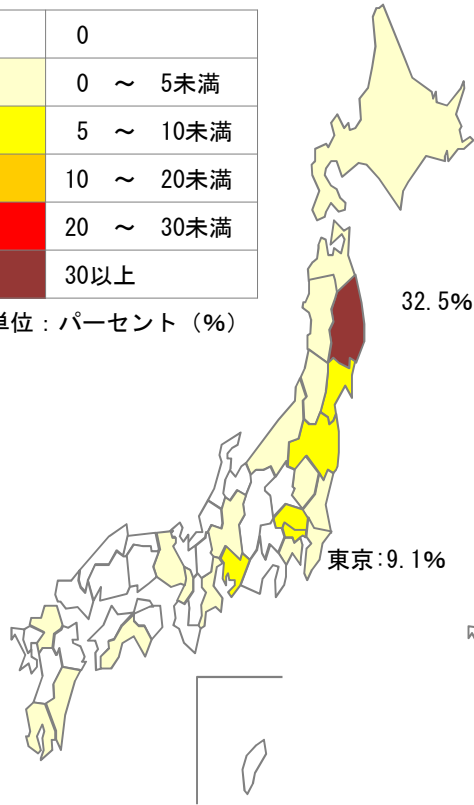 0
0 ～ 5未満
5 ～ 10未満
10 ～ 20未満
20 ～ 30未満
30以上
単位：パーセント（%）
32.5%
東京:9.1%